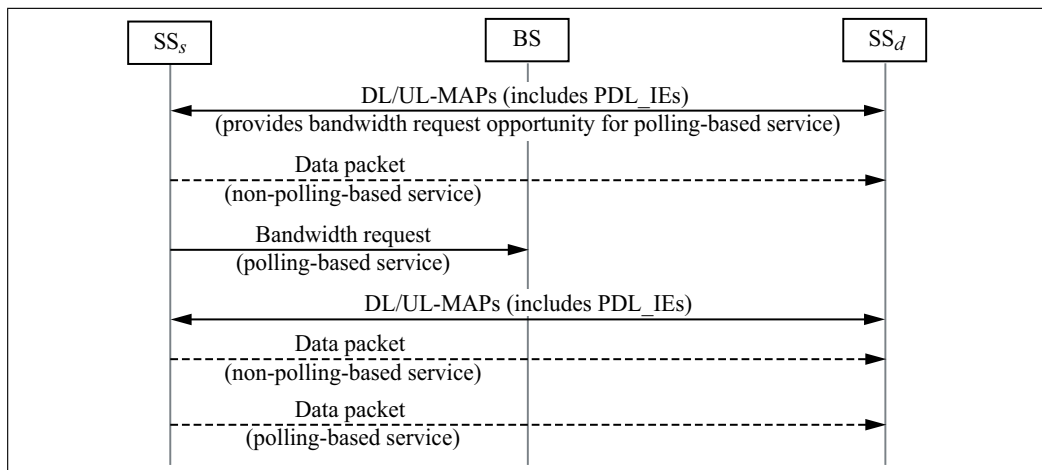 SSs BS SSd
DL/UL-MAPs (includes PDL_IEs)
(provides bandwidth request opportunity for polling-based service)
Data packet
(non-polling-based service)
Bandwidth request
(polling-based service)
DL/UL-MAPs (includes PDL_IEs)
Data packet
(non-polling-based service)
Data packet
(polling-based service)